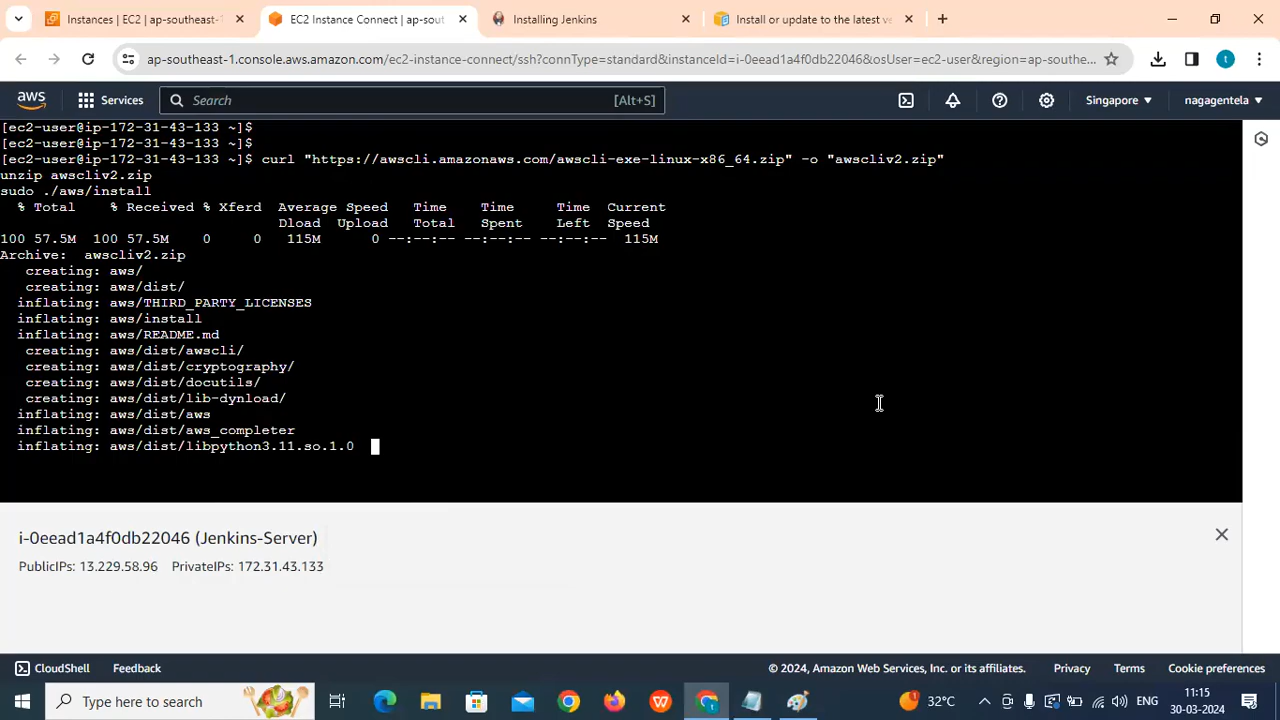 Instances | EC2 | ap-southeast-
EC2 Instance Connect | ap-sout
Installing Jenkins
Install or update to the latest ve
ap-southeast-1.console.aws.amazon.com/ec2-instance-connect/ssh?connType=standard&instanceId=i-0eead1a4f0db22046&osUser=ec2-user&region=ap-southe...
t
aws
Services
Search
[Alt+S]
Singapore
nagagentela
[ec2-user@ip-172-31-43-133 ~]$
[ec2-user@ip-172-31-43-133 ~]$
[ec2-user@ip-172-31-43-133 ~]$ curl "https://awscli.amazonaws.com/awscli-exe-linux-x86_64.zip" -o "awscliv2.zip"
unzip awscliv2.zip
sudo ./aws/install
% Total % Received % Xferd Average Speed Time Time Time Current
Dload Upload Total Spent Left Speed
100 57.5M 100 57.5M 0 0 115M 0 --:--:-- --:--:-- --:--:-- 115M
Archive: awscliv2.zip
creating: aws/
creating: aws/dist/
inflating: aws/THIRD_PARTY_LICENSES
inflating: aws/install
inflating: aws/README.md
creating: aws/dist/awscli/
creating: aws/dist/cryptography/
creating: aws/dist/docutils/
creating: aws/dist/lib-dynload/
inflating: aws/dist/aws
inflating: aws/dist/aws_completer
inflating: aws/dist/libpython3.11.so.1.0
i-0eead1a4f0db22046 (Jenkins-Server)
PublicIPs: 13.229.58.96 PrivateIPs: 172.31.43.133
CloudShell
Feedback
© 2024, Amazon Web Services, Inc. or its affiliates.
Privacy
Terms
Cookie preferences
Type here to search
32°C
ENG
11:15
30-03-2024